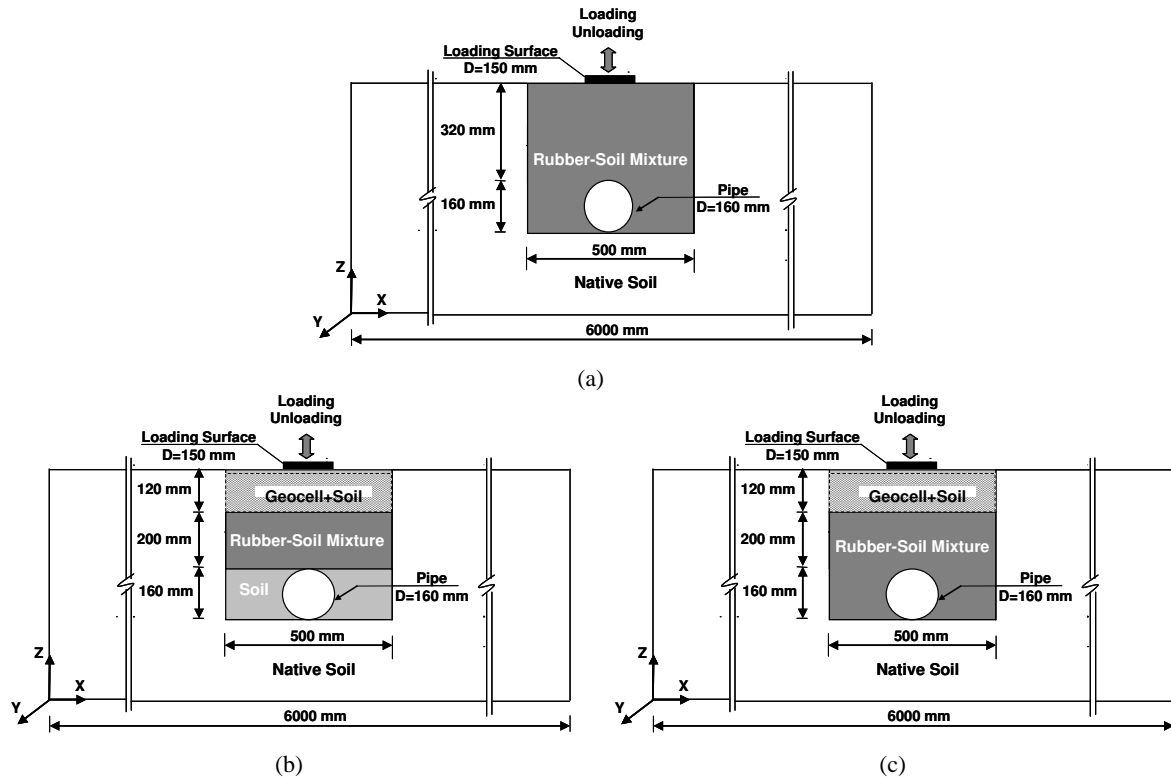 Loading
Unloading
Loading Surface
D=150 mm
320 mm
Rubber-Soil Mixture
160 mm
Pipe
D=160 mm
500 mm
Native Soil
Z
X
Y
6000 mm
(a)
Loading
Unloading
Loading Surface
D=150 mm
120 mm
Geocell+Soil
200 mm
Rubber-Soil Mixture
160 mm
Soil
Pipe
D=160 mm
500 mm
Native Soil
Z
X
Y
6000 mm
(b)
Loading
Unloading
Loading Surface
D=150 mm
120 mm
Geocell+Soil
200 mm
Rubber-Soil Mixture
160 mm
Pipe
D=160 mm
500 mm
Native Soil
Z
X
Y
6000 mm
(c)